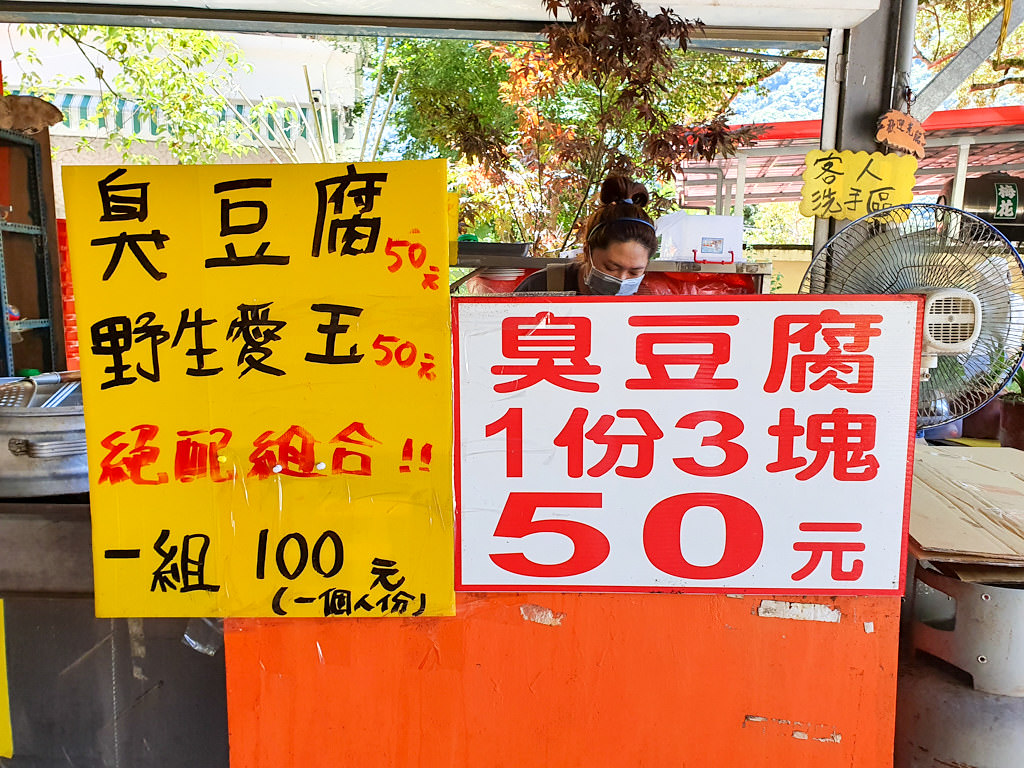 臭豆腐50元
野生愛玉50元
絕配組合!!
一組 100元
(一個人份)
臭豆腐
1份3塊
50元
客人
洗手區
梅花